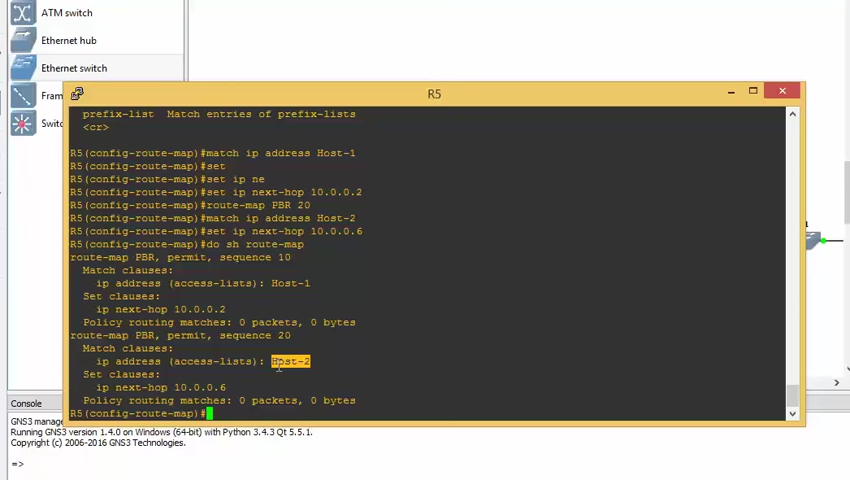 ATM switch
Ethernet hub
Ethernet switch
Fram
Switc
R5
prefix-list  Match entries of prefix-lists
<cr>
R5(config-route-map)#match ip address Host-1
R5(config-route-map)#set
R5(config-route-map)#set ip ne
R5(config-route-map)#set ip next-hop 10.0.0.2
R5(config-route-map)#route-map PBR 20
R5(config-route-map)#match ip address Host-2
R5(config-route-map)#set ip next-hop 10.0.0.6
R5(config-route-map)#do sh route-map
route-map PBR, permit, sequence 10
Match clauses:
ip address (access-lists): Host-1
Set clauses:
ip next-hop 10.0.0.2
Policy routing matches: 0 packets, 0 bytes
route-map PBR, permit, sequence 20
Match clauses:
ip address (access-lists): Host-2
Set clauses:
ip next-hop 10.0.0.6
Policy routing matches: 0 packets, 0 bytes
R5(config-route-map)#
1
Console
GNS3 manag
Running GNS3 version 1.4.0 on Windows (64-bit) with Python 3.4.3 Qt 5.5.1.
Copyright (c) 2006-2016 GNS3 Technologies.
=>